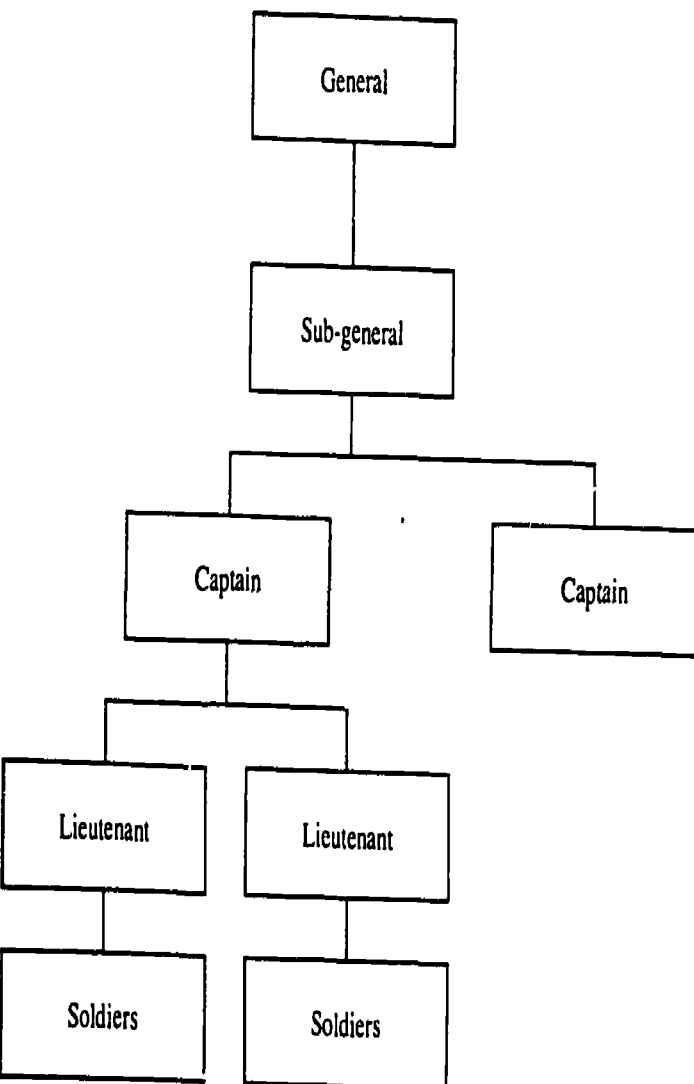 General
Sub-general
Captain
Captain
Lieutenant
Lieutenant
Soldiers
Soldiers